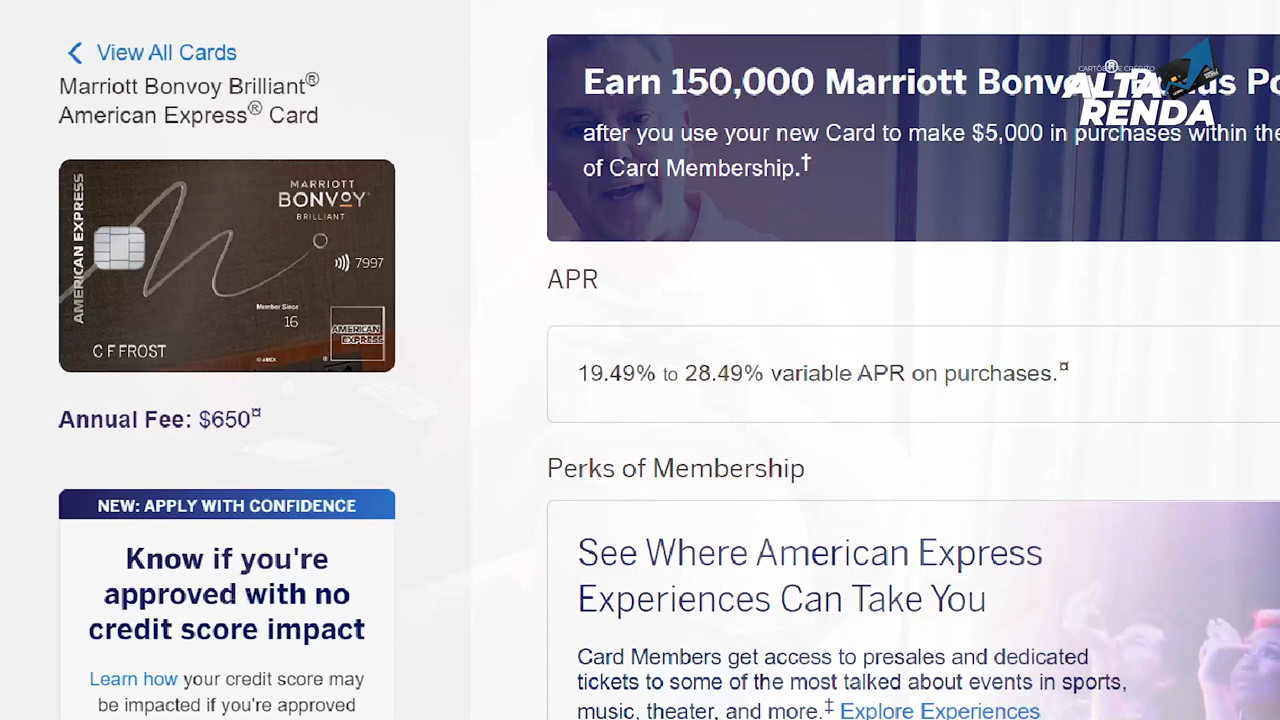 View All Cards
Marriott Bonvoy Brilliant®
American Express® Card
AMERICAN EXPRESS
MARRIOTT
BONVOY
BRILLIANT
7997
Member Since
16
AMERICAN
EXPRESS
C F FROST
© AMEX
®
Annual Fee: $650¤
NEW: APPLY WITH CONFIDENCE
Know if you're
approved with no
credit score impact
Learn how your credit score may
be impacted if you're approved
Earn 150,000 Marriott Bonvoy
after you use your new Card to make $5,000 in purchases within the
of Card Membership.†
CARTÕES DE CRÉDITO
ALTA
RENDA
APR
19.49% to 28.49% variable APR on purchases.¤
Perks of Membership
See Where American Express
Experiences Can Take You
Card Members get access to presales and dedicated
tickets to some of the most talked about events in sports,
music, theater, and more.‡ Explore Experiences